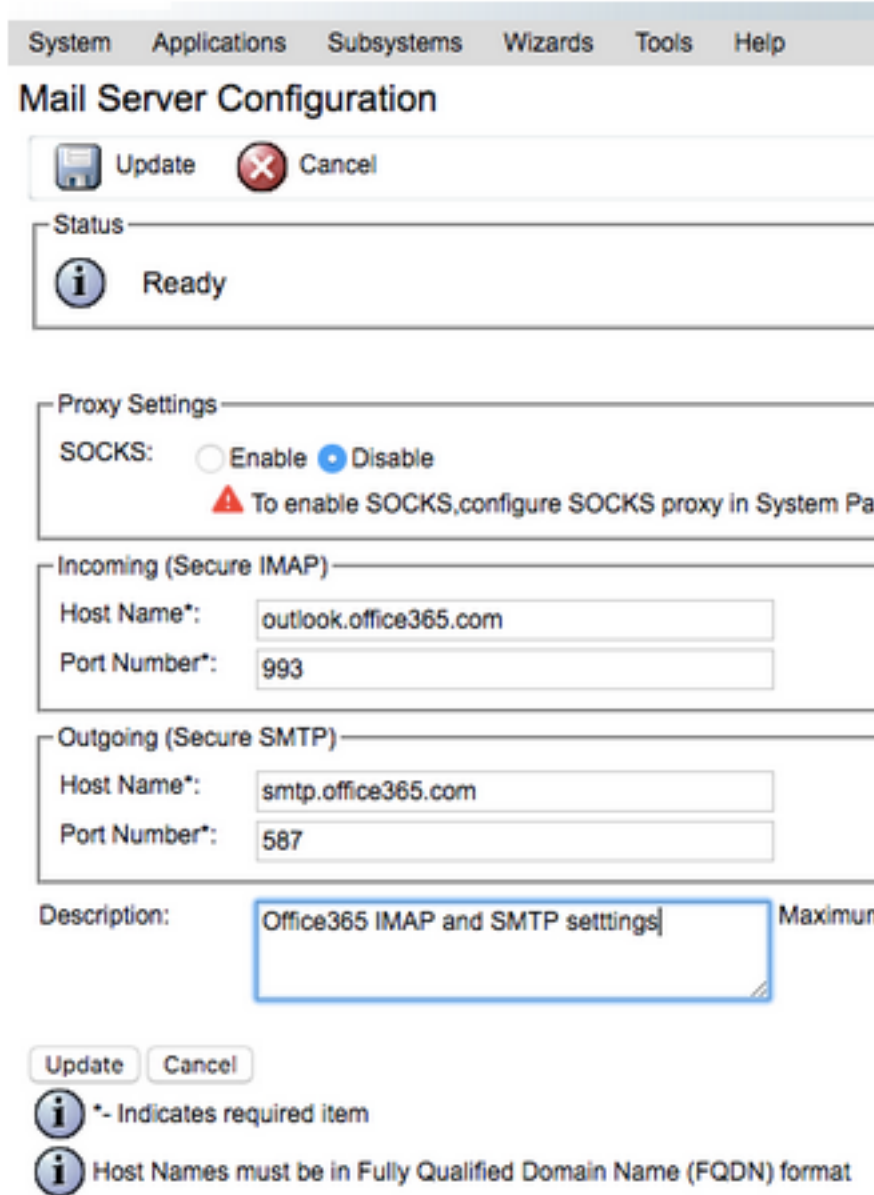 System Applications Subsystems Wizards Tools Help
Mail Server Configuration
Update Cancel
Status
Ready
Proxy Settings
SOCKS: Enable Disable
To enable SOCKS,configure SOCKS proxy in System Pa
Incoming (Secure IMAP)
Host Name*: outlook.office365.com
Port Number*: 993
Outgoing (Secure SMTP)
Host Name*: smtp.office365.com
Port Number*: 587
Description: Office365 IMAP and SMTP setttings Maximum
Update Cancel
*- Indicates required item
Host Names must be in Fully Qualified Domain Name (FQDN) format